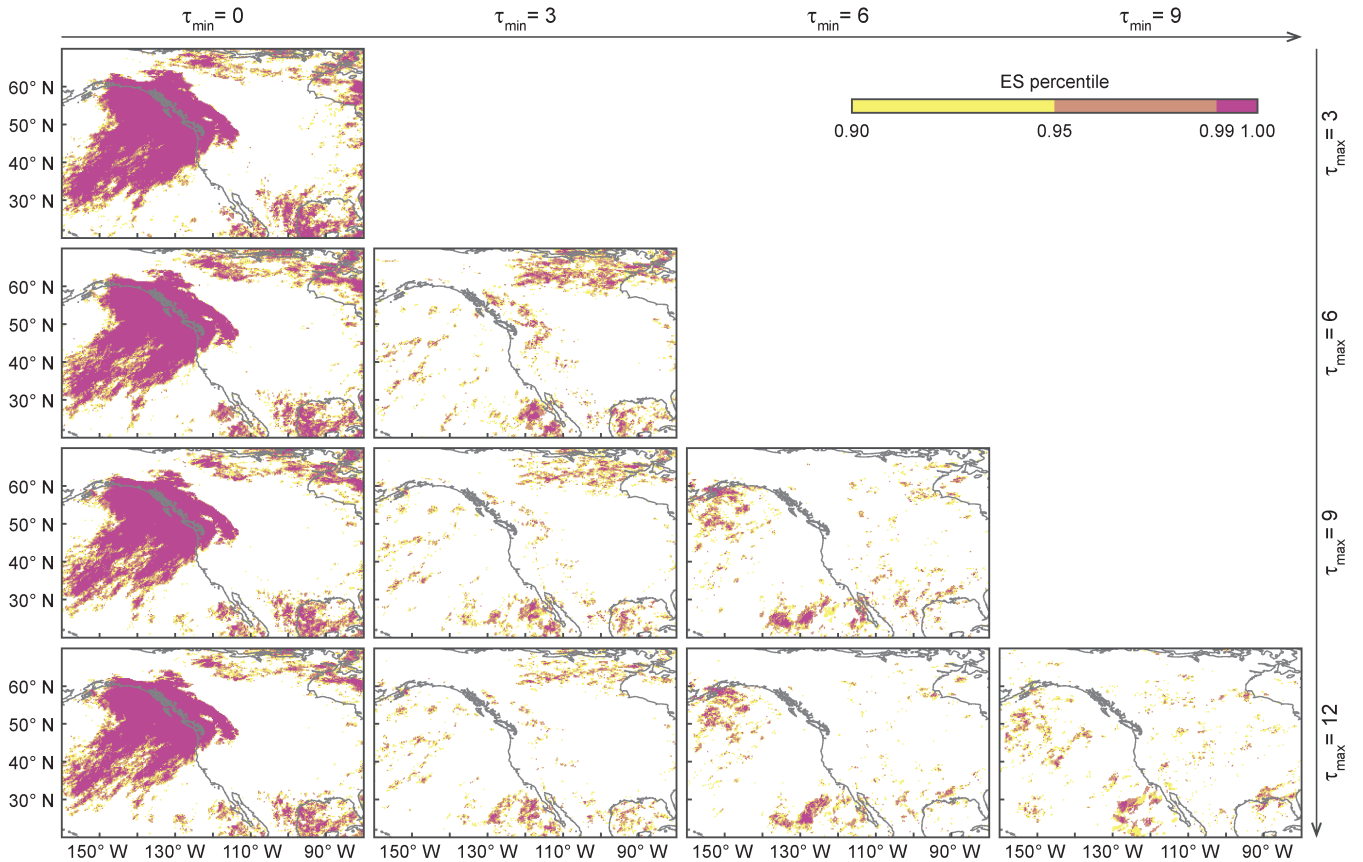 τmin = 0 τmin = 3 τmin = 6 τmin = 9
ES percentile
0.90 0.95 0.99 1.00
60° N
50° N
40° N
30° N
τmax = 3
60° N
50° N
40° N
30° N
τmax = 6
60° N
50° N
40° N
30° N
τmax = 9
60° N
50° N
40° N
30° N
τmax = 12
150° W 130° W 110° W 90° W 150° W 130° W 110° W 90° W 150° W 130° W 110° W 90° W 150° W 130° W 110° W 90° W